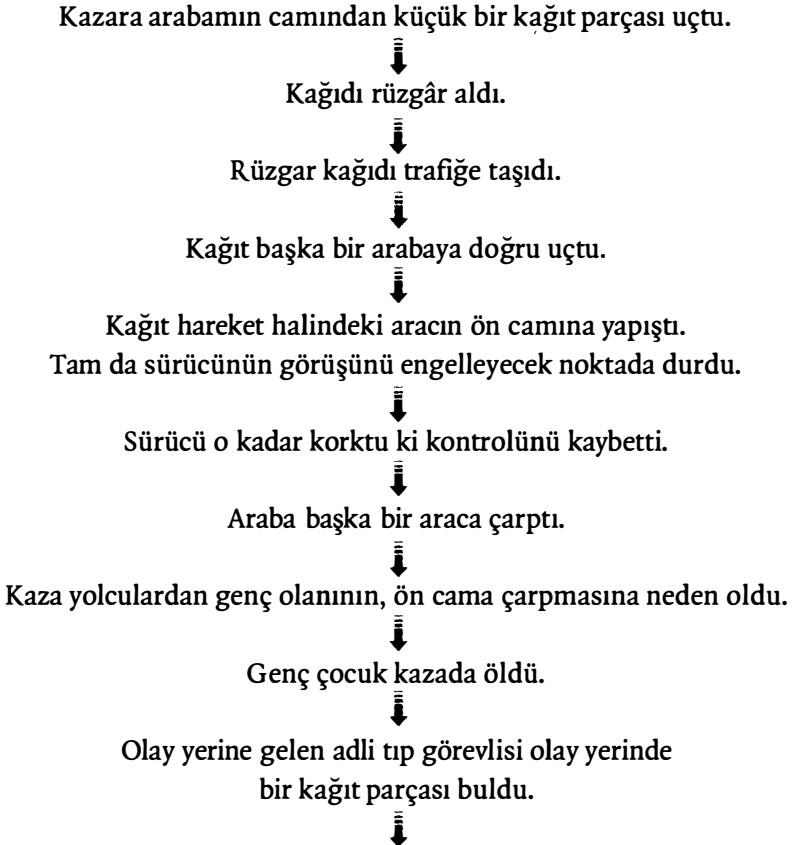 Kazara arabamın camından küçük bir kağıt parçası uçtu.
Kağıdı rüzgâr aldı.
Rüzgar kağıdı trafiğe taşıdı.
Kağıt başka bir arabaya doğru uçtu.
Kağıt hareket halindeki aracın ön camına yapıştı.
Tam da sürücünün görüşünü engelleyecek noktada durdu.
Sürücü o kadar korktu ki kontrolünü kaybetti.
Araba başka bir araca çarptı.
Kaza yolculardan genç olanının, ön cama çarpmasına neden oldu.
Genç çocuk kazada öldü.
Olay yerine gelen adli tıp görevlisi olay yerinde
bir kağıt parçası buldu.